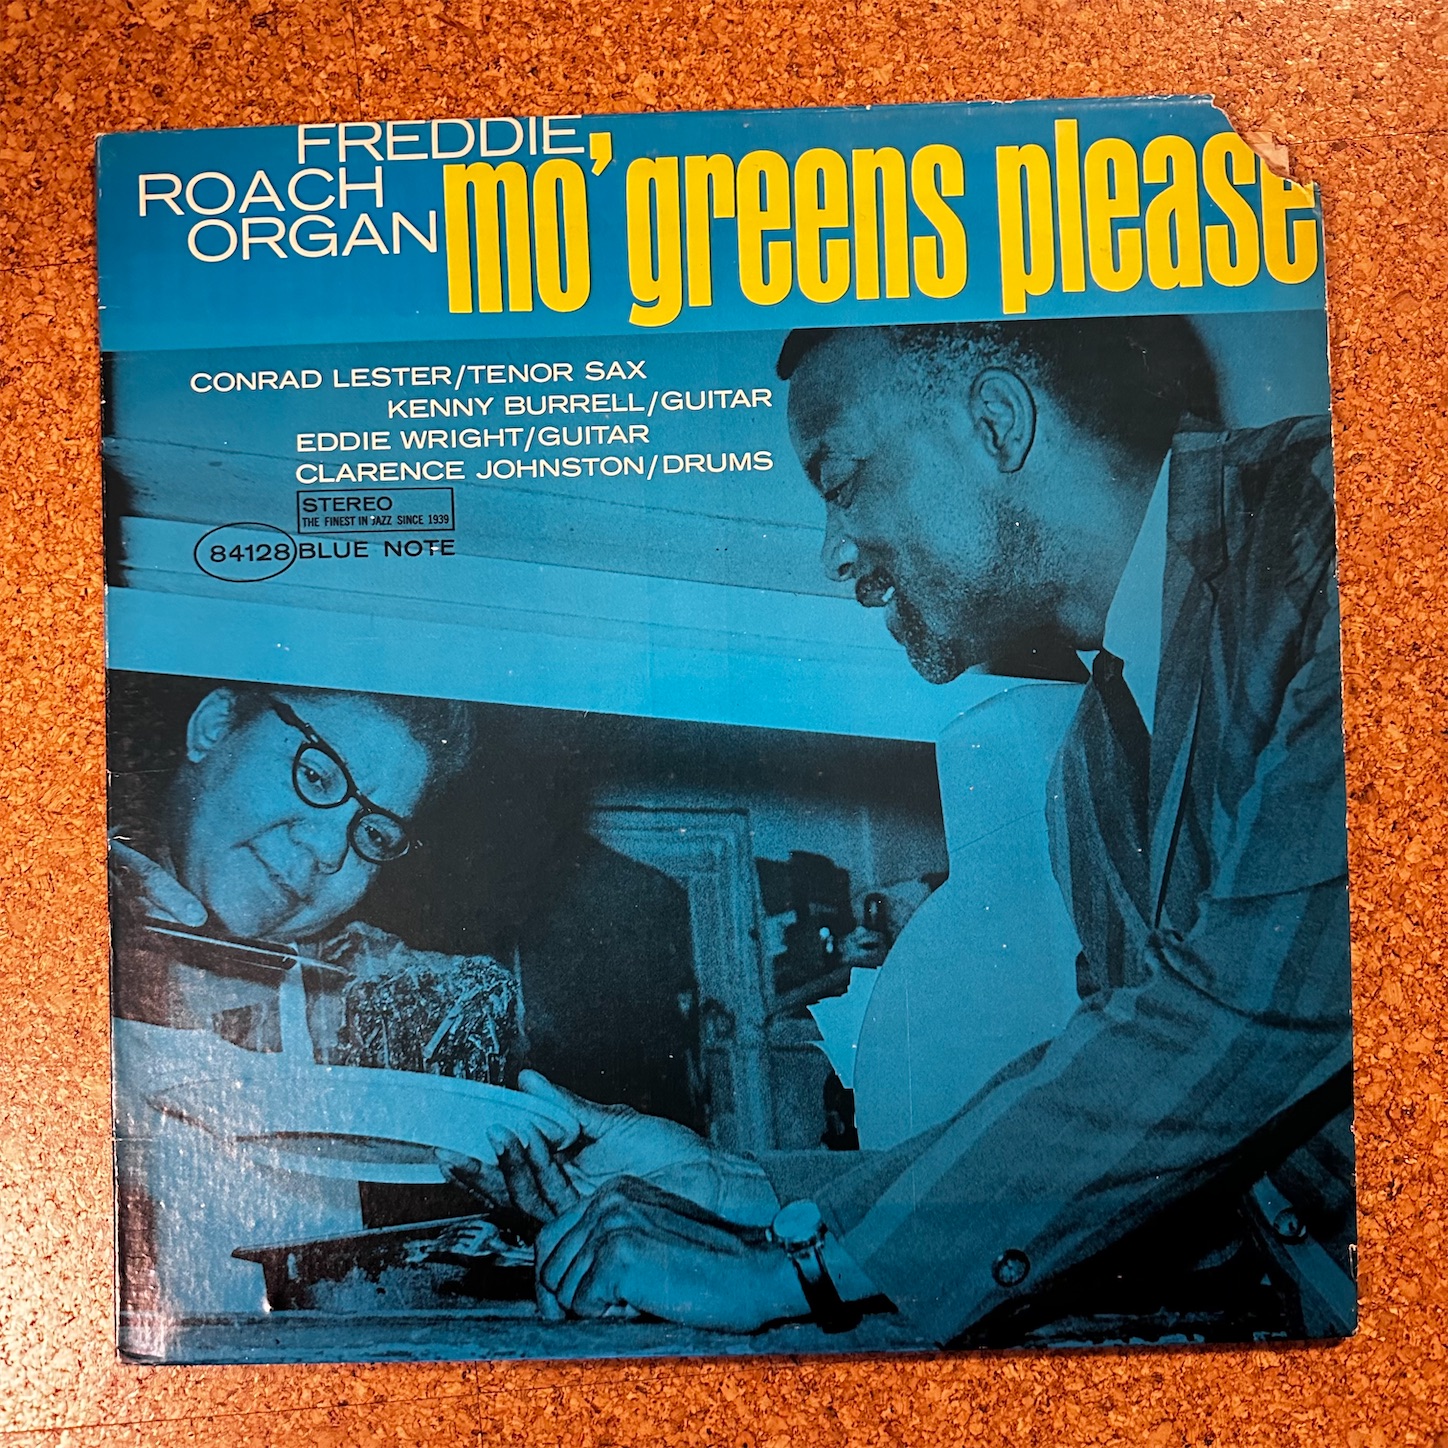 FREDDIE
ROACH
ORGAN
mo' greens please
CONRAD LESTER/TENOR SAX
KENNY BURRELL/GUITAR
EDDIE WRIGHT/GUITAR
CLARENCE JOHNSTON/DRUMS
STEREO
THE FINEST IN JAZZ SINCE 1939
84128 BLUE NOTE